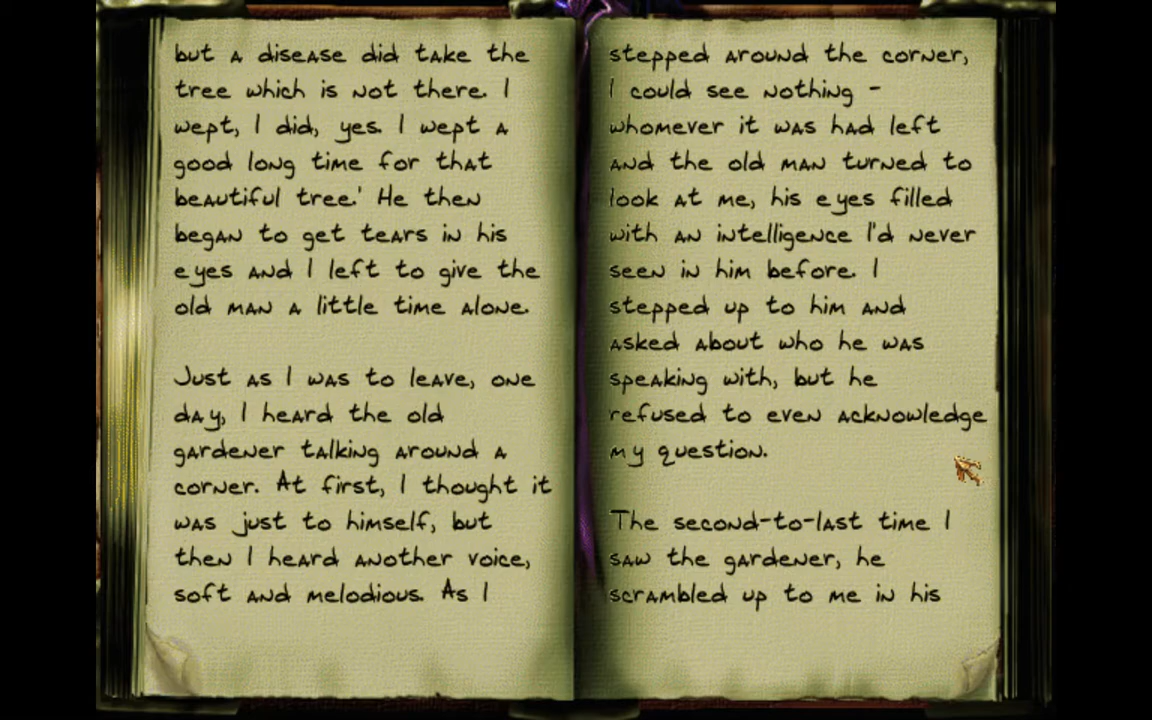 but a disease did take the
tree which is not there. I
wept, I did, yes. I wept a
good long time for that
beautiful tree.' He then
began to get tears in his
eyes and I left to give the
old man a little time alone.
Just as I was to leave, one
day, I heard the old
gardener talking around a
corner. At first, I thought it
was just to himself, but
then I heard another voice,
soft and melodious. As I
stepped around the corner,
I could see nothing -
whomever it was had left
and the old man turned to
look at me, his eyes filled
with an intelligence I'd never
seen in him before. I
stepped up to him and
asked about who he was
speaking with, but he
refused to even acknowledge
my question.
The second-to-last time I
saw the gardener, he
scrambled up to me in his